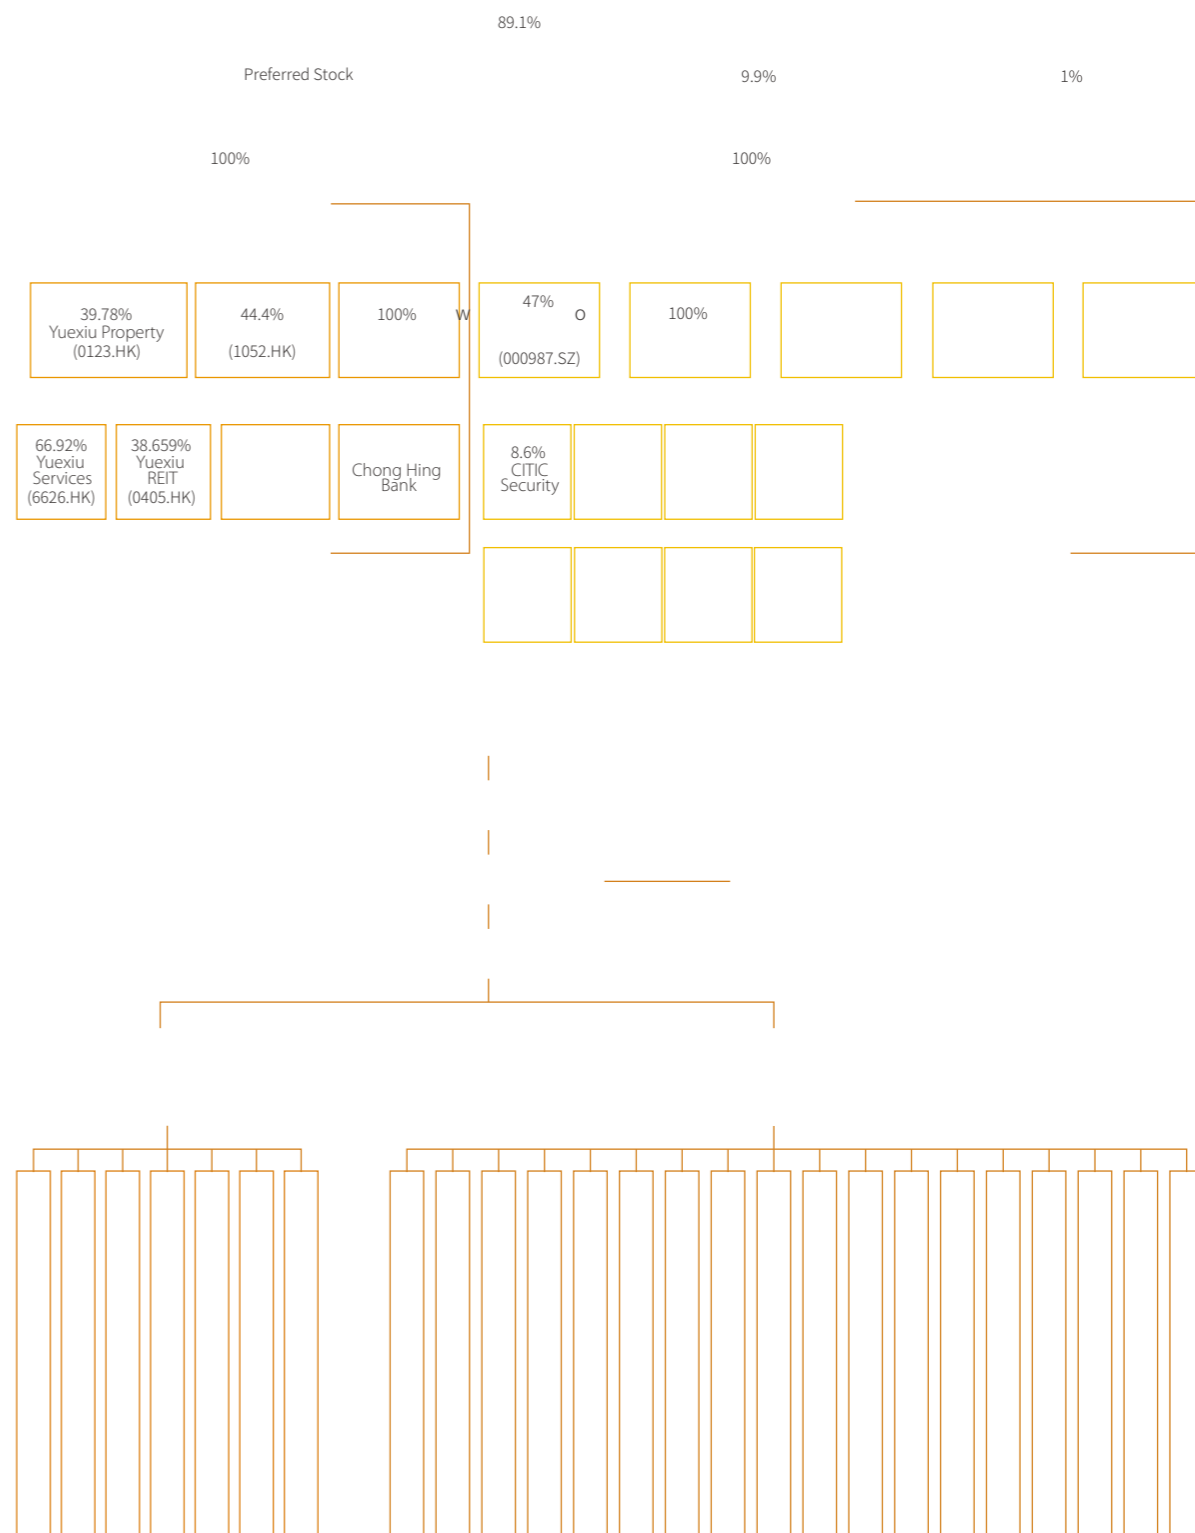 89.1%
Preferred Stock
9.9%
1%
100%
100%
39.78%
Yuexiu Property
(0123.HK)
44.4%
(1052.HK)
100%
W
47%
O
(000987.SZ)
100%
66.92%
Yuexiu
Services
(6626.HK)
38.659%
Yuexiu
REIT
(0405.HK)
Chong Hing
Bank
8.6%
CITIC
Security